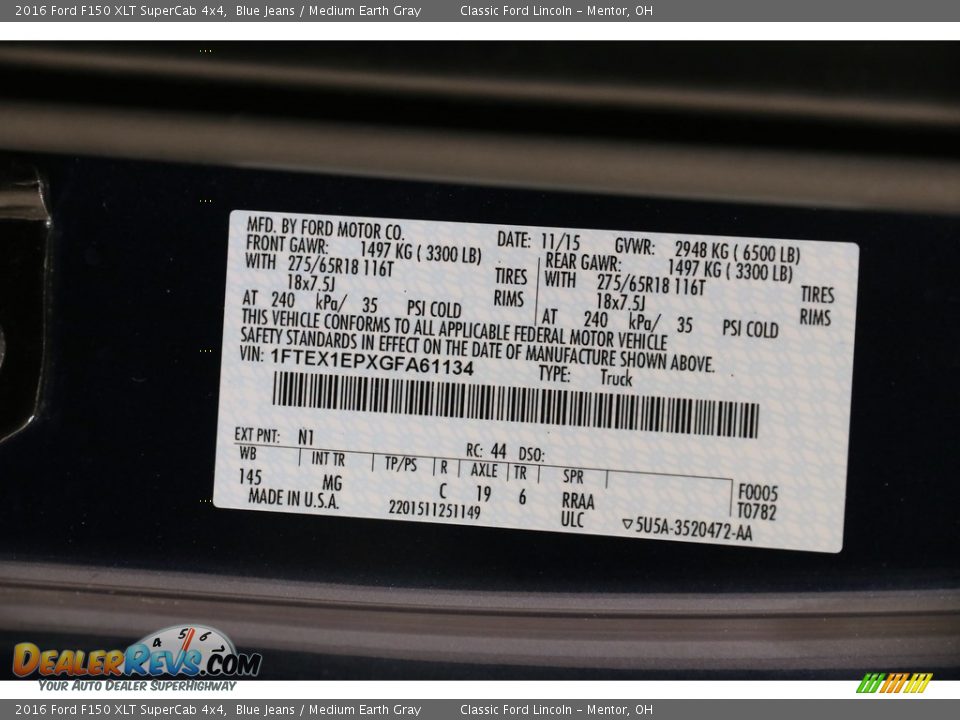 2016 Ford F150 XLT SuperCab 4x4, Blue Jeans / Medium Earth Gray Classic Ford Lincoln – Mentor, OH
MFD. BY FORD MOTOR CO.
DATE: 11/15 GVWR: 2948 KG ( 6500 LB)
FRONT GAWR: 1497 KG ( 3300 LB)
REAR GAWR: 1497 KG ( 3300 LB)
WITH 275/65R18 116T TIRES
WITH 275/65R18 116T TIRES
18x7.5J RIMS
18x7.5J RIMS
AT 240 kPa/ 35 PSI COLD
AT 240 kPa/ 35 PSI COLD
THIS VEHICLE CONFORMS TO ALL APPLICABLE FEDERAL MOTOR VEHICLE
SAFETY STANDARDS IN EFFECT ON THE DATE OF MANUFACTURE SHOWN ABOVE.
VIN: 1FTEX1EPXGFA61134 TYPE: Truck
EXT PNT: N1 RC: 44 DSO:
WB INT TR TP/PS R AXLE TR SPR
145 MG C 19 6 RRAA F0005
T0782
MADE IN U.S.A. 2201511251149 ULC ▽5U5A-3520472-AA
4 5 6
DEALERREVS.COM
YOUR AUTO DEALER SUPERHIGHWAY
2016 Ford F150 XLT SuperCab 4x4, Blue Jeans / Medium Earth Gray Classic Ford Lincoln – Mentor, OH